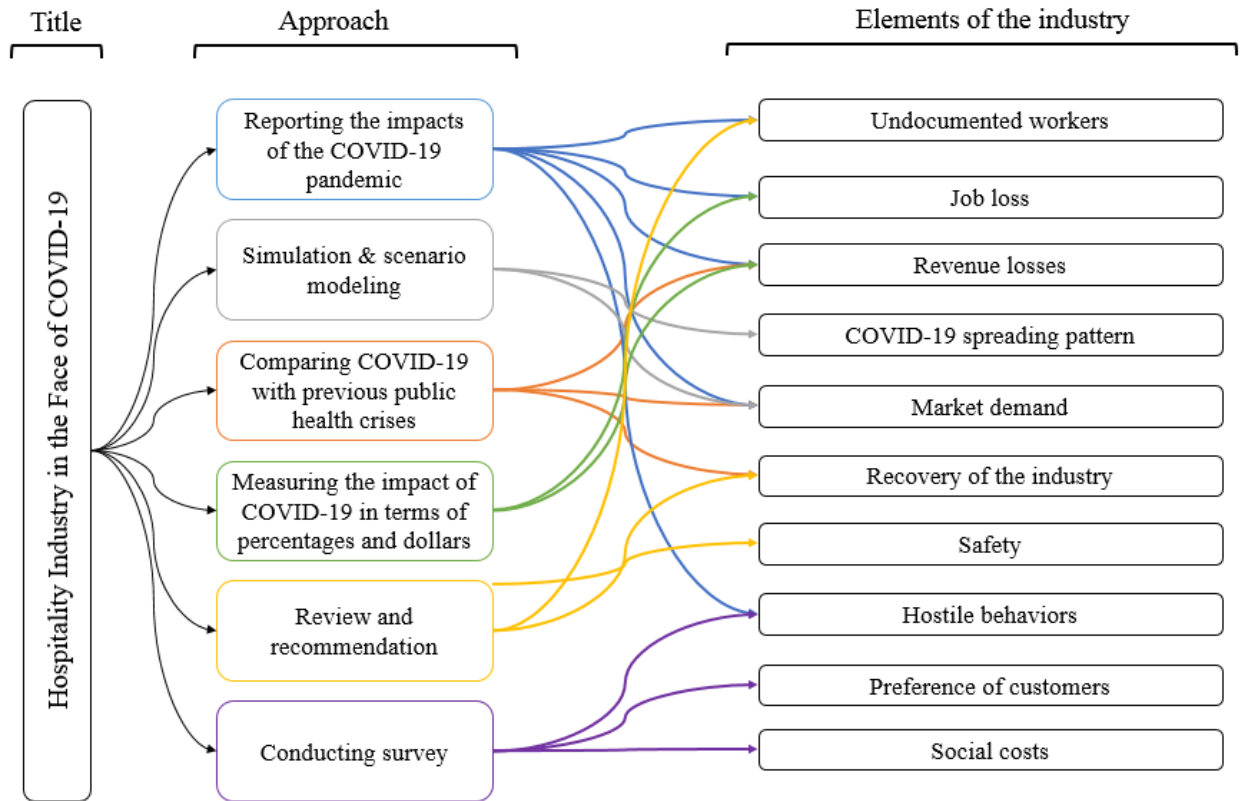 Title
Approach
Elements of the industry
Hospitality Industry in the Face of COVID-19
Reporting the impacts
of the COVID-19
pandemic
Simulation & scenario
modeling
Comparing COVID-19
with previous public
health crises
Measuring the impact of
COVID-19 in terms of
percentages and dollars
Review and
recommendation
Conducting survey
Undocumented workers
Job loss
Revenue losses
COVID-19 spreading pattern
Market demand
Recovery of the industry
Safety
Hostile behaviors
Preference of customers
Social costs